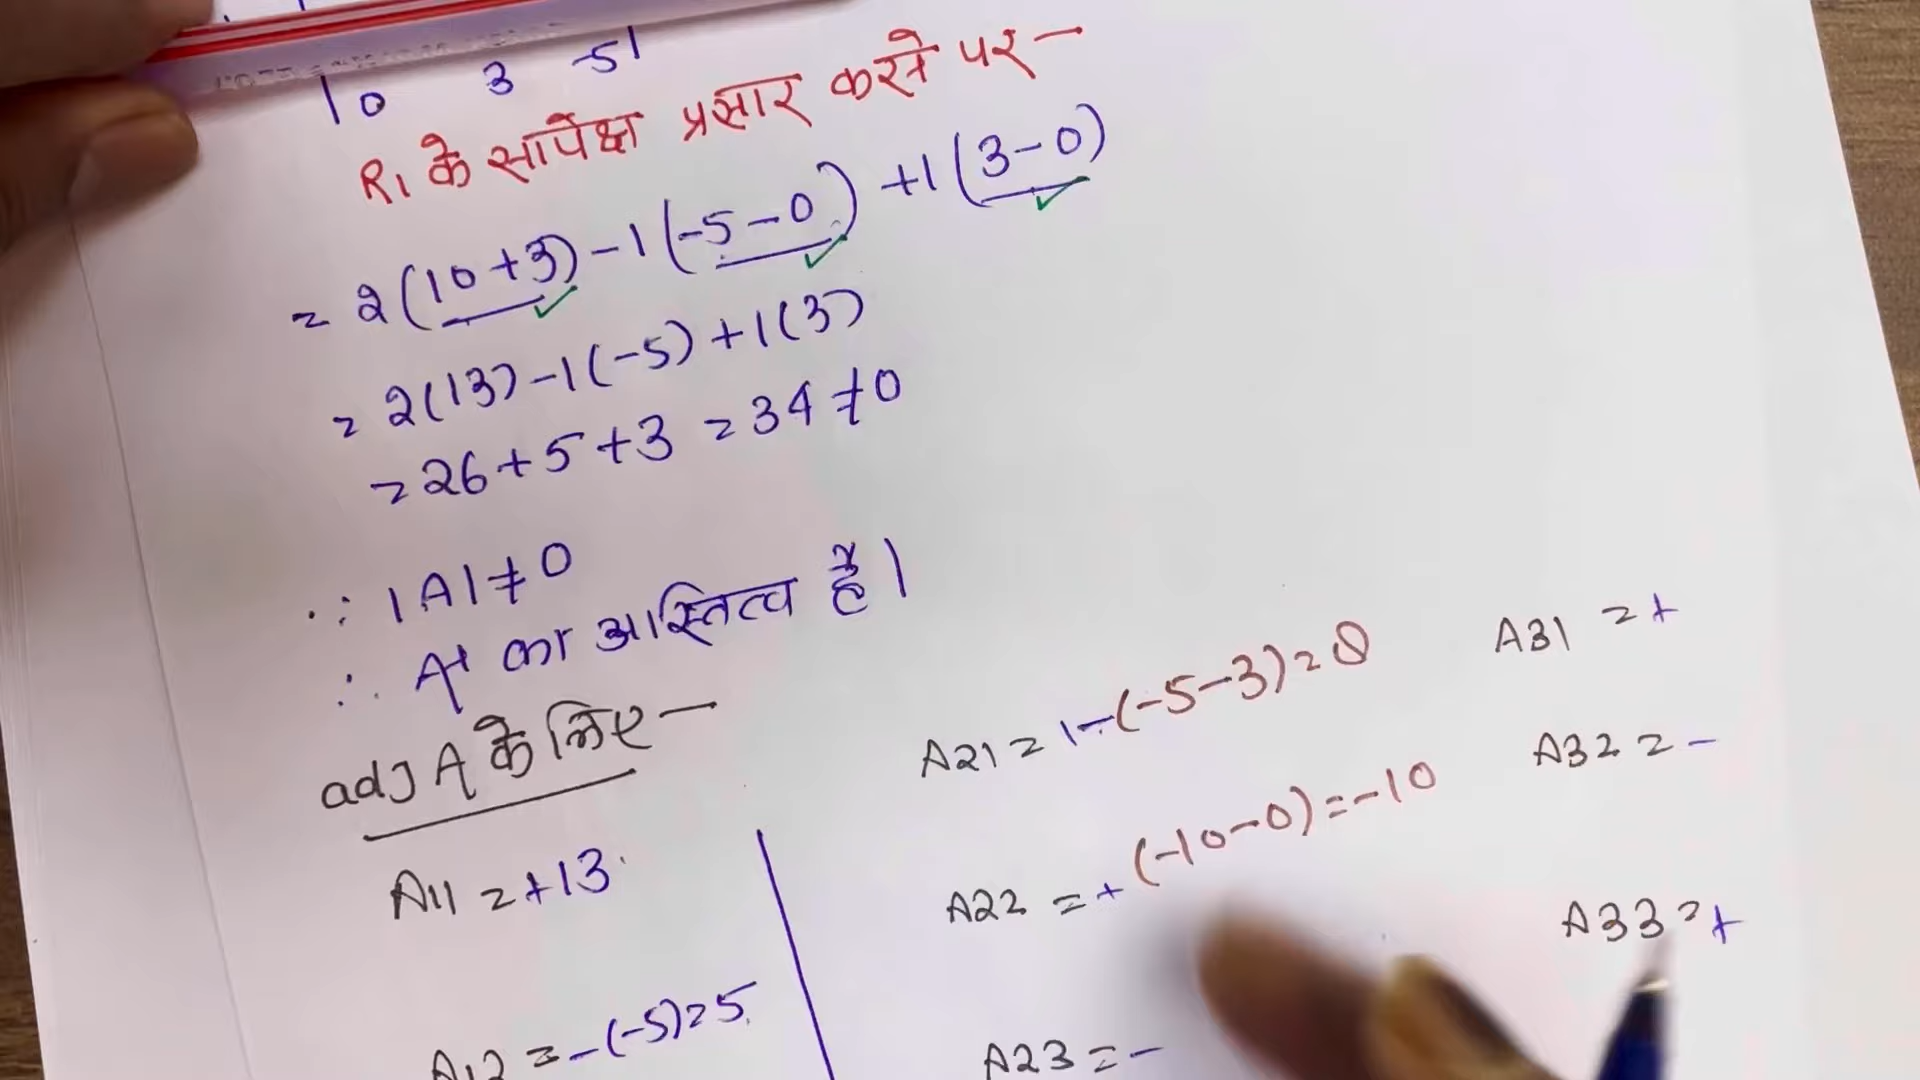 0 3 -5|
R1 के सापेक्ष प्रसार करने पर —
= 2(10+3) -1(-5-0) +1(3-0)
= 2(13) -1(-5) +1(3)
= 26+5+3 = 34 ≠ 0
∵ |A| ≠ 0
∴ A⁻¹ का अस्तित्व है।
adj A के लिए —
A11 = +13
A12 = -(-5) = 5
A21 = -(-5-3) = 8
A22 = + (-10-0) = -10
A23 = -
A31 = +
A32 = -
A33 = +